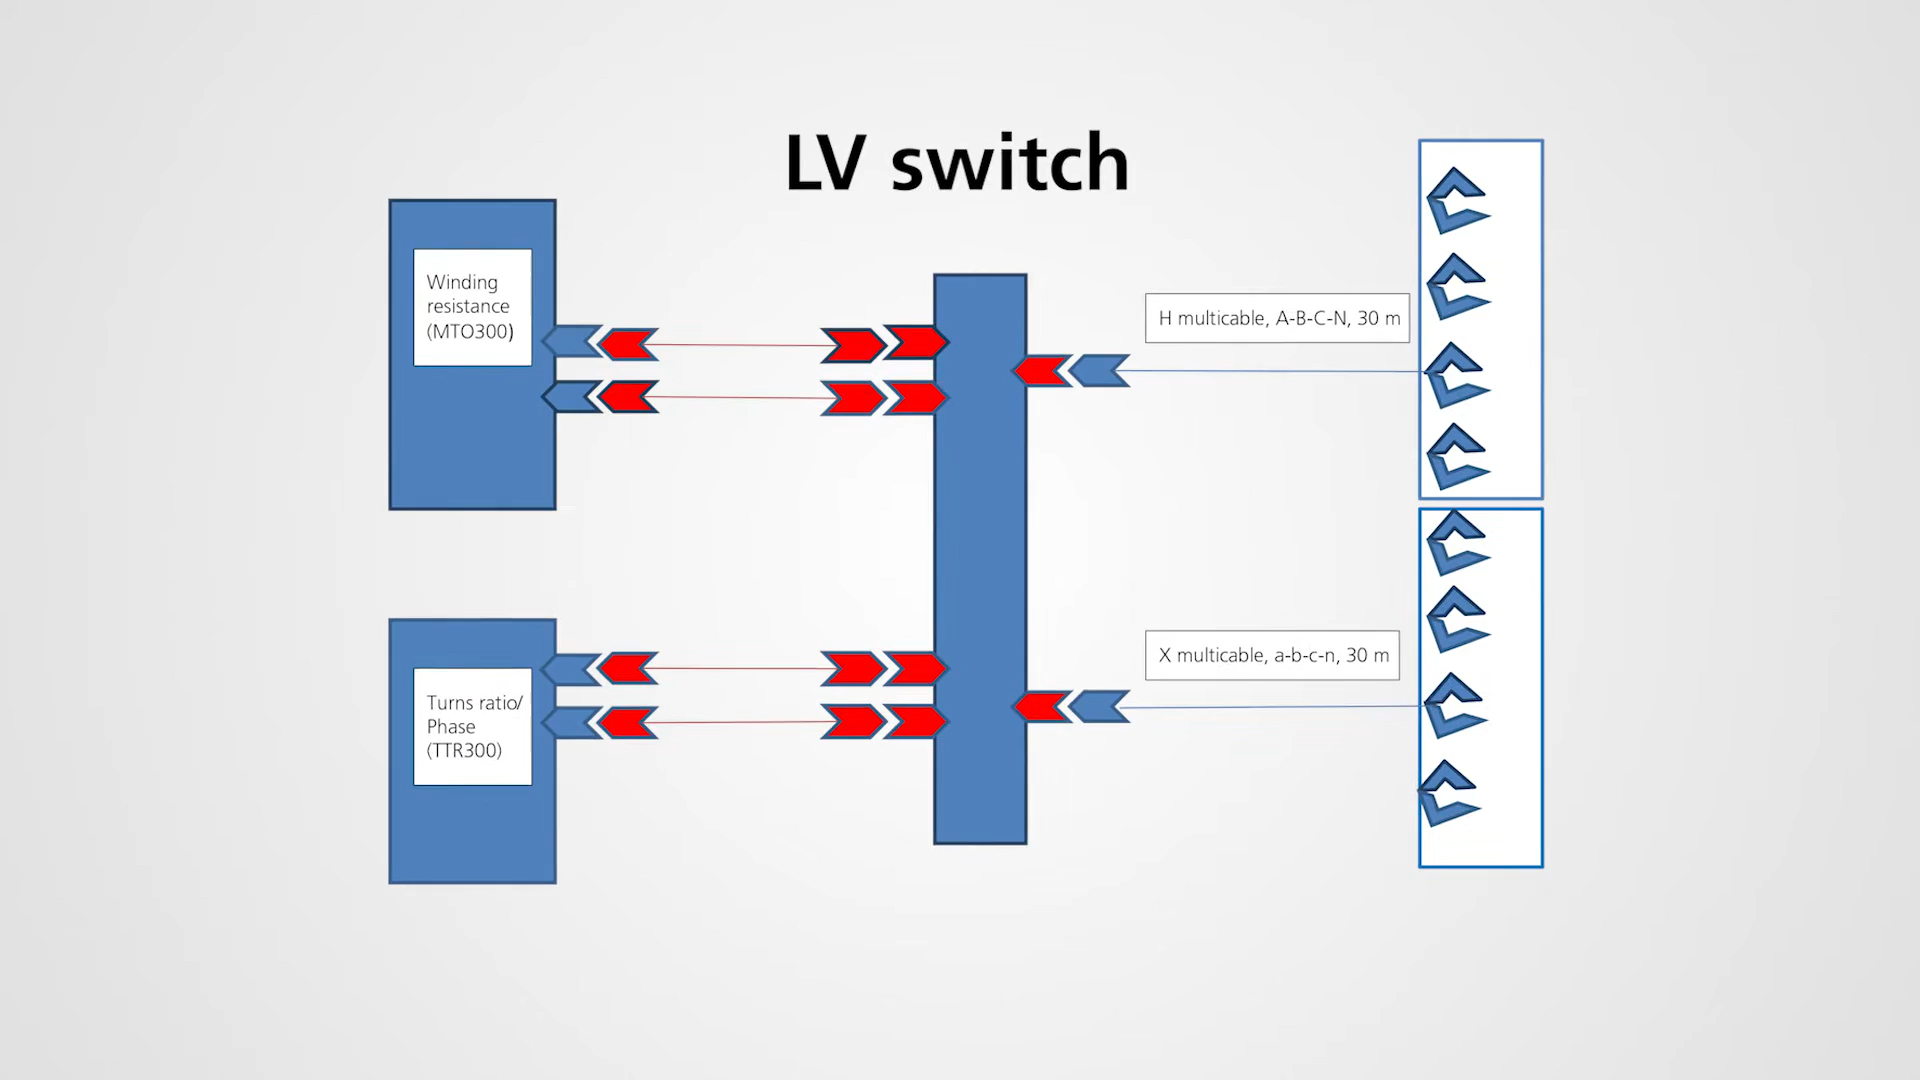 LV switch
Winding
resistance
(MTO300)
H multicable, A-B-C-N, 30 m
X multicable, a-b-c-n, 30 m
Turns ratio/
Phase
(TTR300)